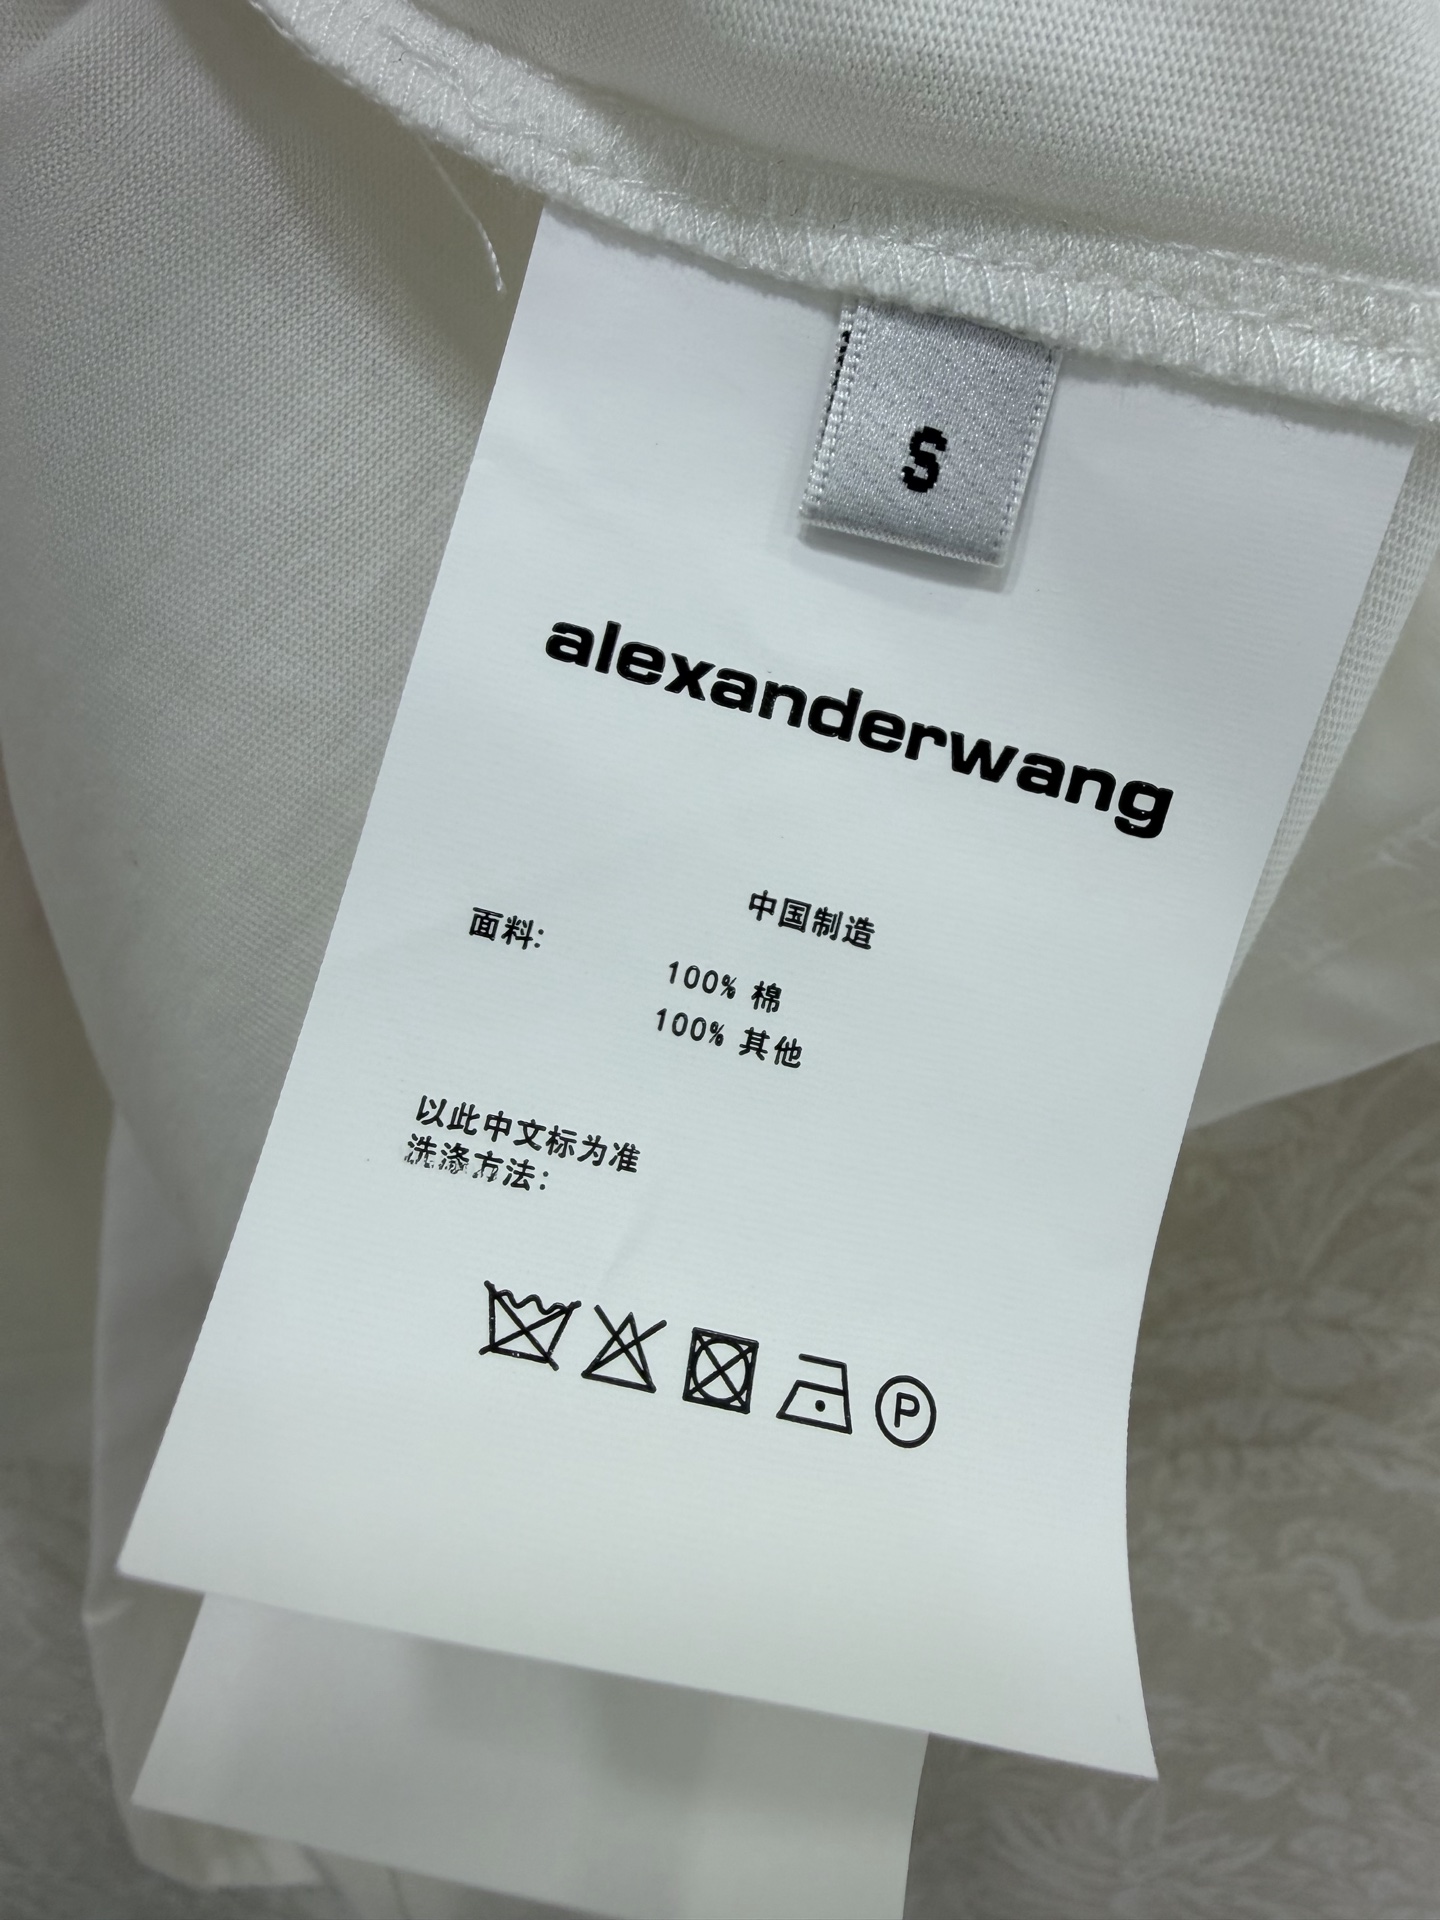 S
alexanderwang
中国制造
面料:
100% 棉
100% 其他
以此中文标为准
洗涤方法:
P